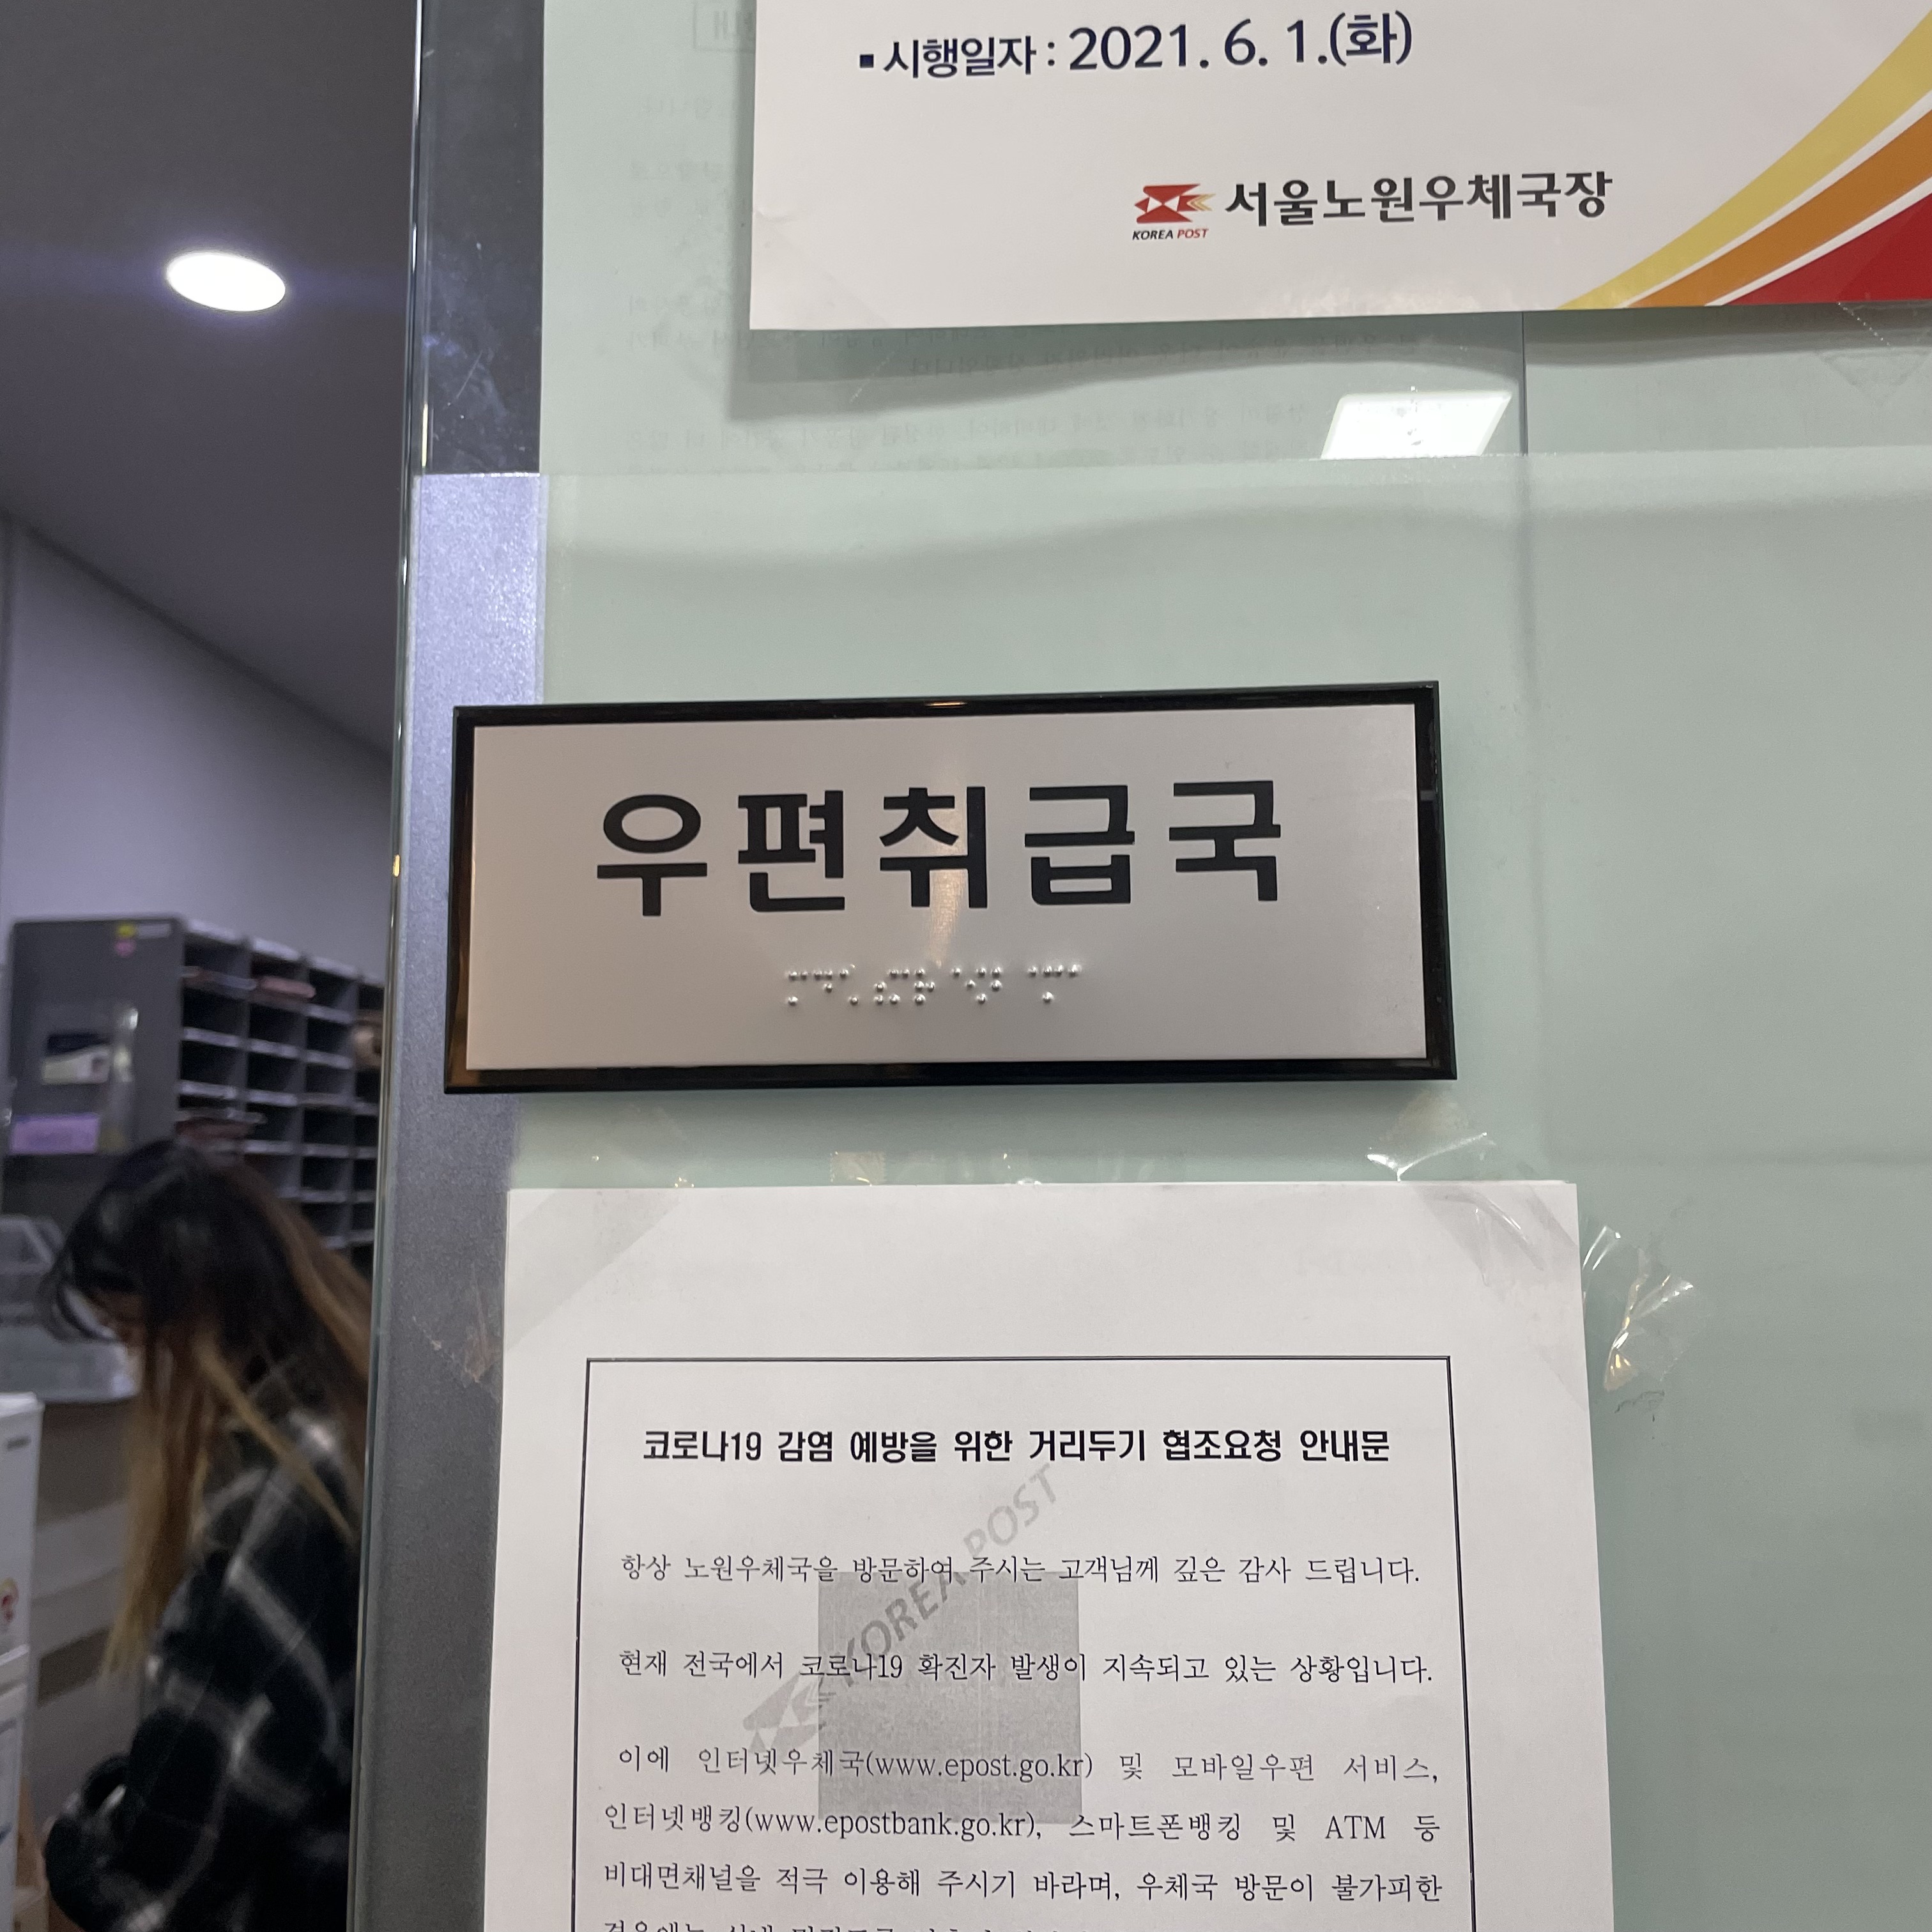 ▪ 시행일자 : 2021. 6. 1.(화)
KOREA POST 서울노원우체국장
우편취급국
코로나19 감염 예방을 위한 거리두기 협조요청 안내문
KOREA POST
항상 노원우체국을 방문하여 주시는 고객님께 깊은 감사 드립니다.
현재 전국에서 코로나19 확진자 발생이 지속되고 있는 상황입니다.
이에 인터넷우체국(www.epost.go.kr) 및 모바일우편 서비스,
인터넷뱅킹(www.epostbank.go.kr), 스마트폰뱅킹 및 ATM 등
비대면채널을 적극 이용해 주시기 바라며, 우체국 방문이 불가피한